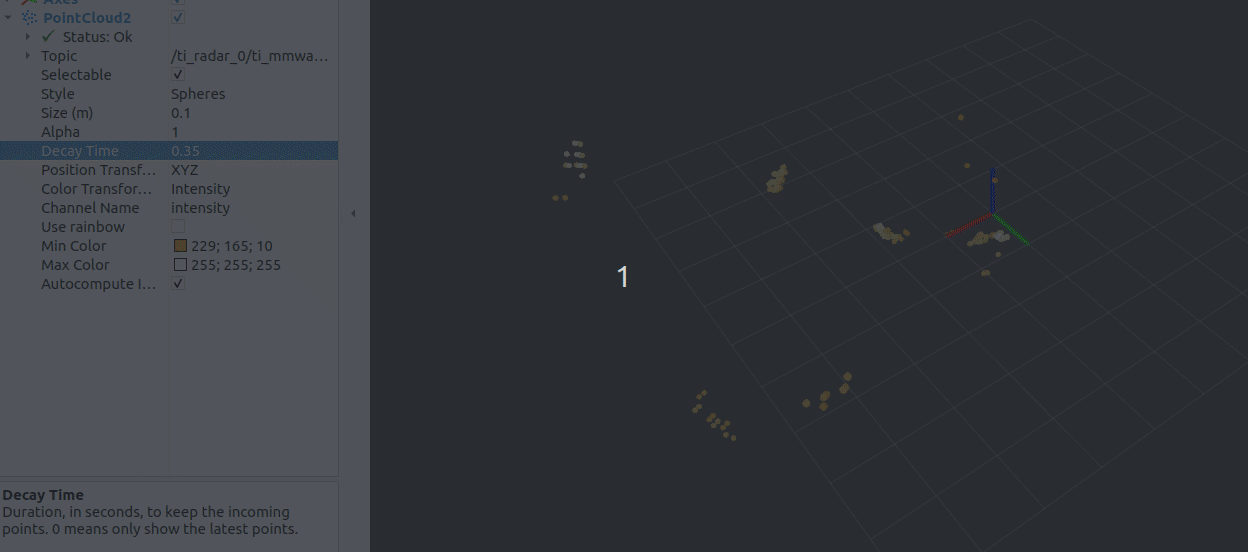 Axes
PointCloud2
Status: Ok
Topic /ti_radar_0/ti_mmwa...
Selectable
Style Spheres
Size (m) 0.1
Alpha 1
Decay Time 0.35
Position Transf... XYZ
Color Transfor... Intensity
Channel Name intensity
Use rainbow
Min Color 229; 165; 10
Max Color 255; 255; 255
Autocompute I...
1
Decay Time
Duration, in seconds, to keep the incoming
points. 0 means only show the latest points.